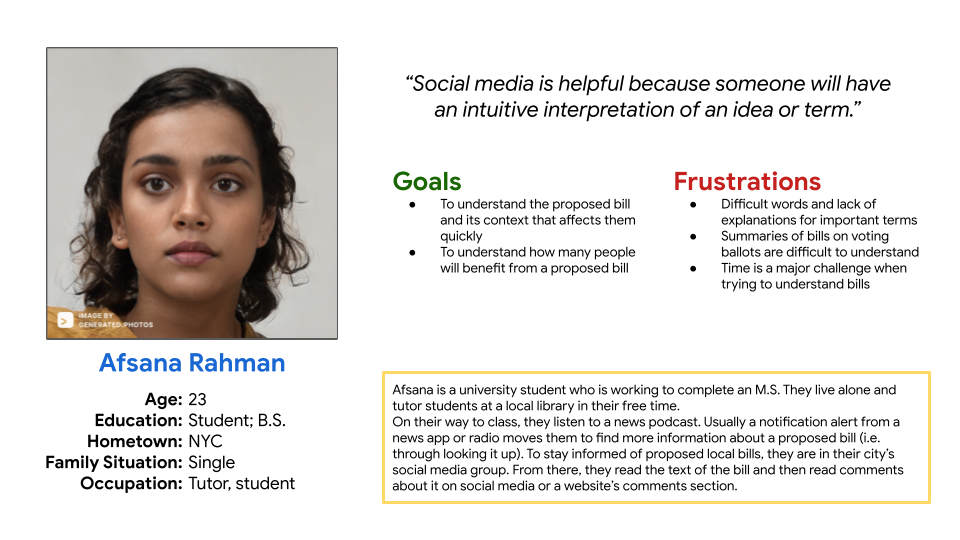 “Social media is helpful because someone will have
an intuitive interpretation of an idea or term.”
Goals
● To understand the proposed bill
and its context that affects them
quickly
● To understand how many people
will benefit from a proposed bill
Frustrations
● Difficult words and lack of
explanations for important terms
● Summaries of bills on voting
ballots are difficult to understand
● Time is a major challenge when
trying to understand bills
IMAGE BY
GENERATED.PHOTOS
Afsana Rahman
Age: 23
Education: Student; B.S.
Hometown: NYC
Family Situation: Single
Occupation: Tutor, student
Afsana is a university student who is working to complete an M.S. They live alone and
tutor students at a local library in their free time.
On their way to class, they listen to a news podcast. Usually a notification alert from a
news app or radio moves them to find more information about a proposed bill (i.e.
through looking it up). To stay informed of proposed local bills, they are in their city’s
social media group. From there, they read the text of the bill and then read comments
about it on social media or a website’s comments section.